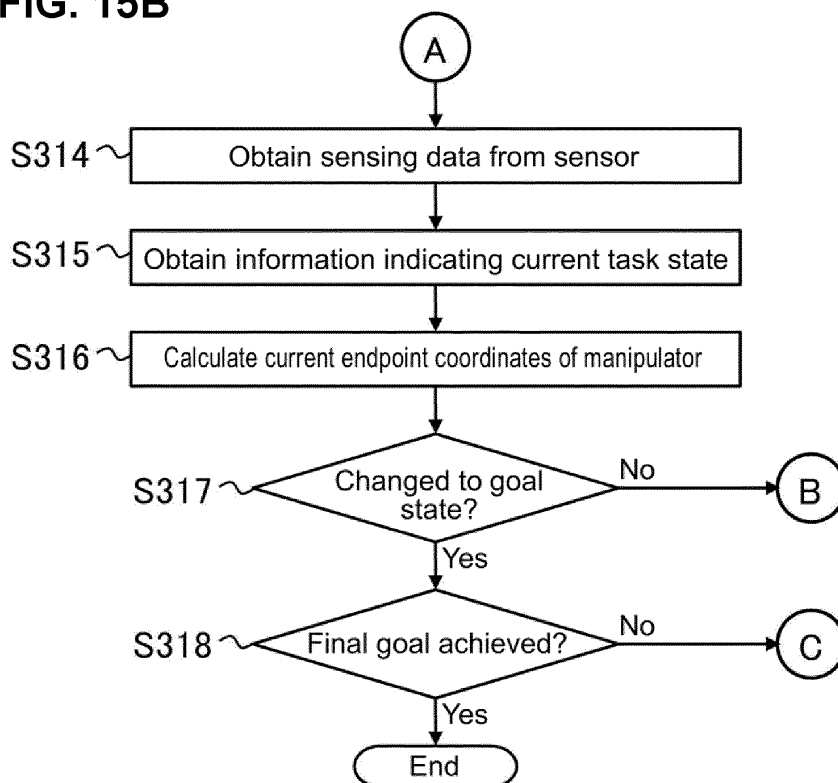 FIG. 15B
A
S314
Obtain sensing data from sensor
S315
Obtain information indicating current task state
S316
Calculate current endpoint coordinates of manipulator
S317
Changed to goal
state?
No
B
Yes
S318
Final goal achieved?
No
C
Yes
End